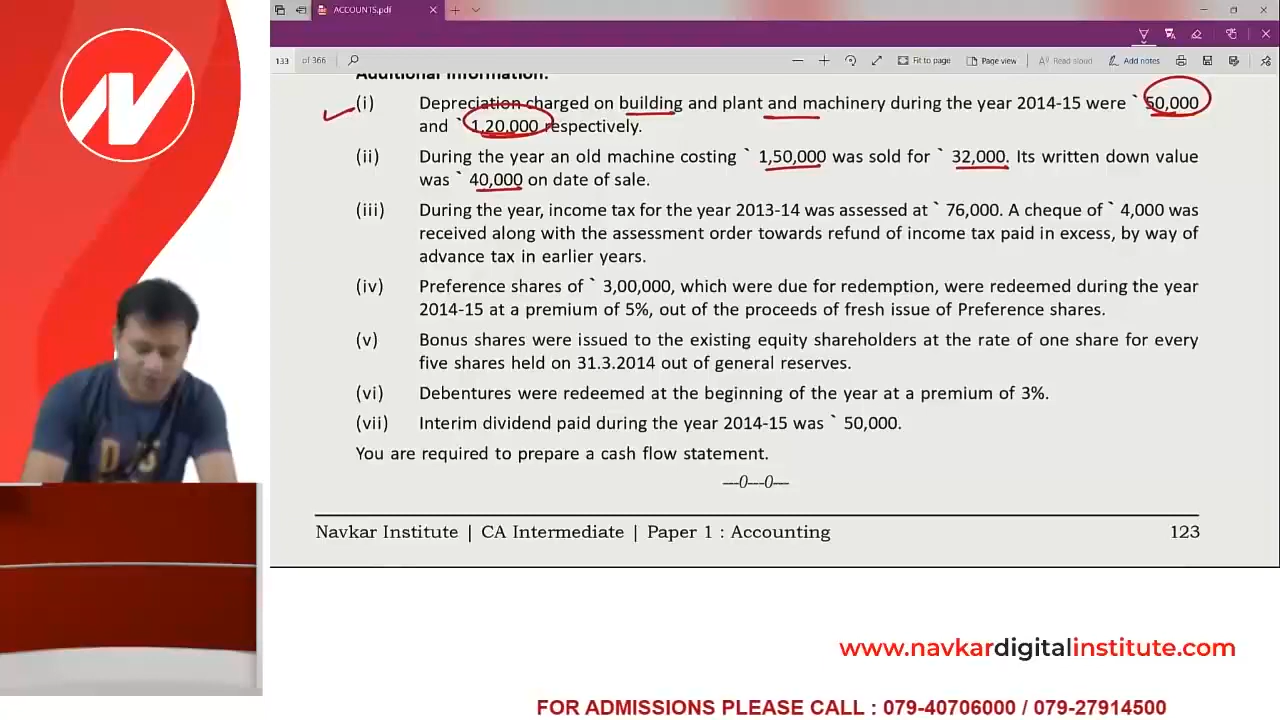 ACCOUNTS.pdf
133 of 366
Fit to page
Page view
Read aloud
Add notes
Additional Information:
(i) Depreciation charged on building and plant and machinery during the year 2014-15 were ` 50,000
and ` 1,20,000 respectively.
(ii) During the year an old machine costing ` 1,50,000 was sold for ` 32,000. Its written down value
was ` 40,000 on date of sale.
(iii) During the year, income tax for the year 2013-14 was assessed at ` 76,000. A cheque of ` 4,000 was
received along with the assessment order towards refund of income tax paid in excess, by way of
advance tax in earlier years.
(iv) Preference shares of ` 3,00,000, which were due for redemption, were redeemed during the year
2014-15 at a premium of 5%, out of the proceeds of fresh issue of Preference shares.
(v) Bonus shares were issued to the existing equity shareholders at the rate of one share for every
five shares held on 31.3.2014 out of general reserves.
(vi) Debentures were redeemed at the beginning of the year at a premium of 3%.
(vii) Interim dividend paid during the year 2014-15 was ` 50,000.
You are required to prepare a cash flow statement.
---0---0---
Navkar Institute | CA Intermediate | Paper 1 : Accounting 123
www.navkardigitalinstitute.com
FOR ADMISSIONS PLEASE CALL : 079-40706000 / 079-27914500